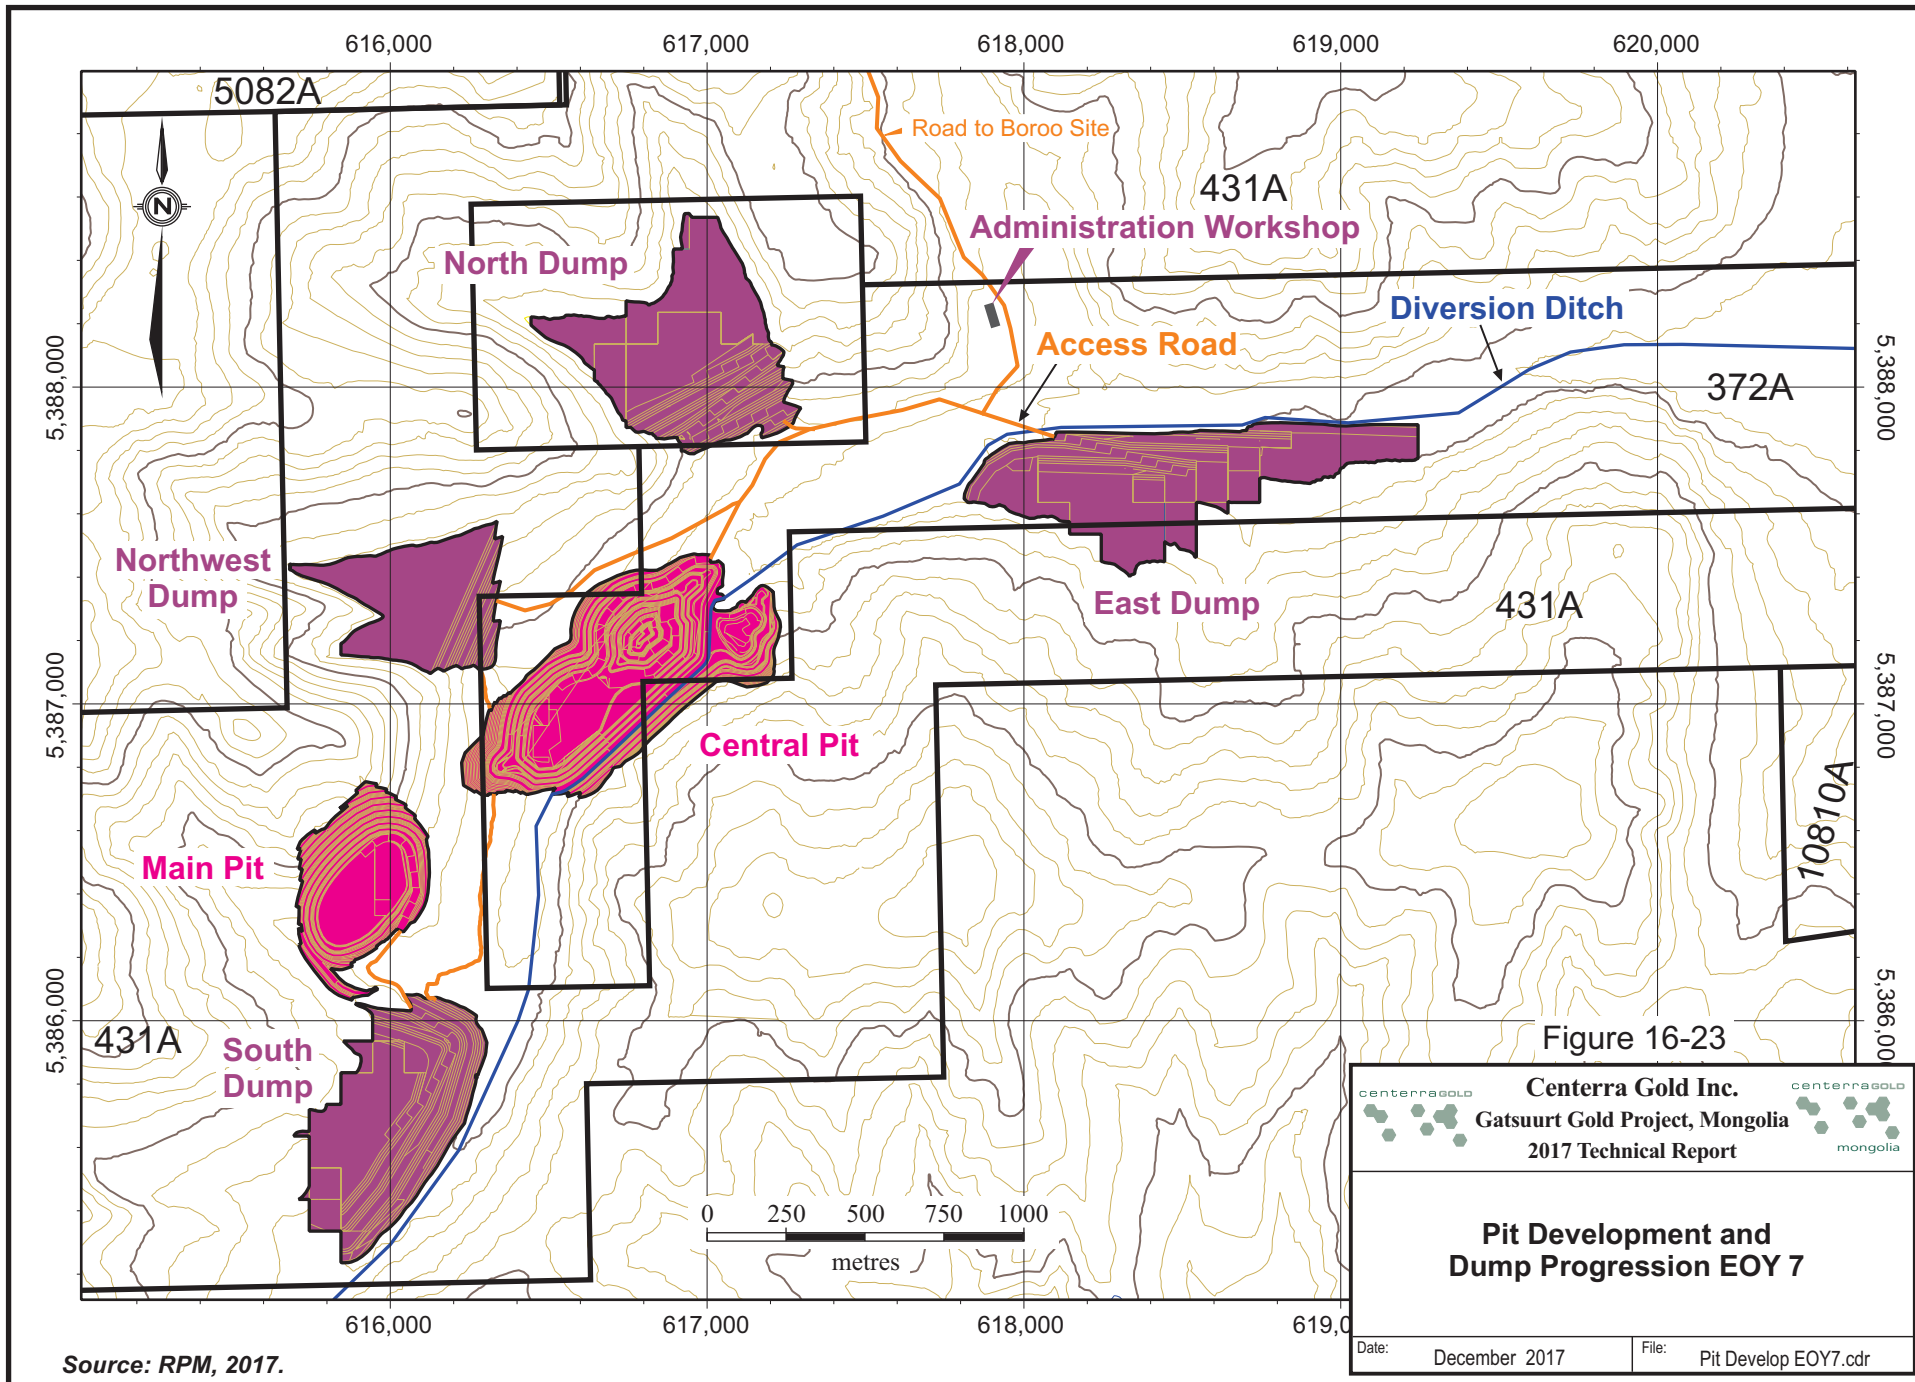 616,000
617,000
618,000
619,000
620,000
5082A
Road to Boroo Site
431A
N
Administration Workshop
North Dump
Diversion Ditch
Access Road
5,388,000
5,388,000
372A
Northwest
Dump
East Dump
431A
5,387,000
5,387,000
Central Pit
10810A
Main Pit
5,386,000
5,386,000
431A
South
Dump
Figure 16-23
centerraGOLD
Centerra Gold Inc.
centerraGOLD
Gatsuurt Gold Project, Mongolia
mongolia
2017 Technical Report
0 250 500 750 1000
metres
Pit Development and
Dump Progression EOY 7
616,000
617,000
618,000
619,0
Date:
December 2017
File:
Pit Develop EOY7.cdr
Source: RPM, 2017.